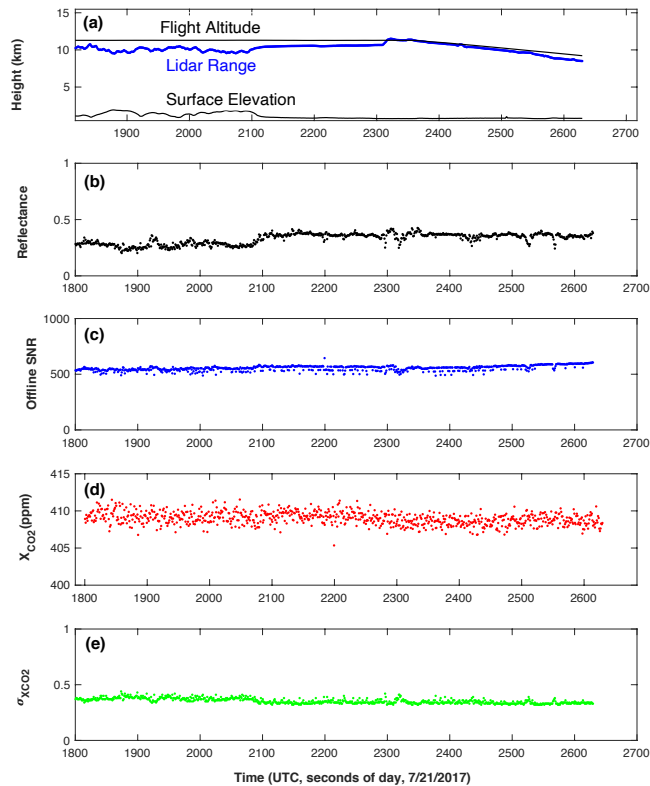 (a)
Flight Altitude
Lidar Range
Surface Elevation
Height (km)
15
10
5
1900 2000 2100 2200 2300 2400 2500 2600 2700
(b)
Reflectance
1
0.5
0
1800 1900 2000 2100 2200 2300 2400 2500 2600 2700
(c)
Offline SNR
1000
500
0
1800 1900 2000 2100 2200 2300 2400 2500 2600 2700
(d)
XCO2 (ppm)
415
410
405
400
1800 1900 2000 2100 2200 2300 2400 2500 2600
(e)
σXCO2
1
0.5
0
1800 1900 2000 2100 2200 2300 2400 2500 2600 2700
Time (UTC, seconds of day, 7/21/2017)